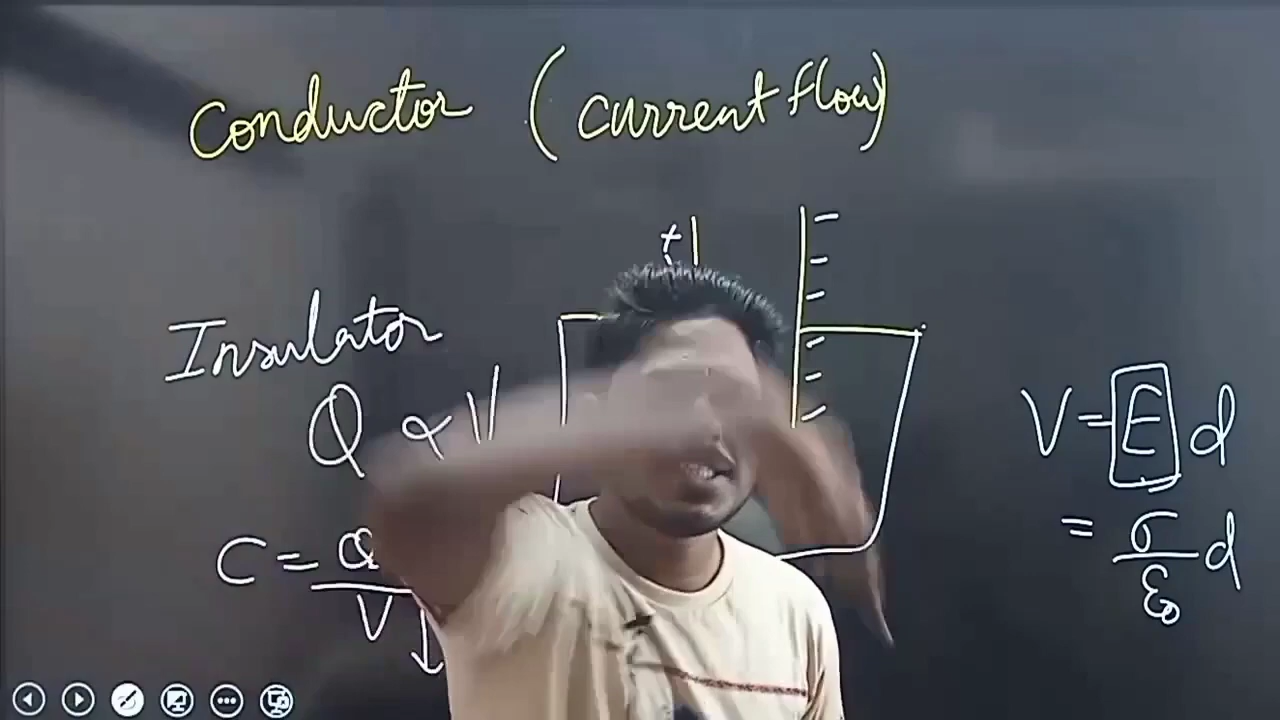 Conductor (current flow)
+
Insulator
Q ∝ V
V = E d
C = Q
V ↓
= σ d
ε₀